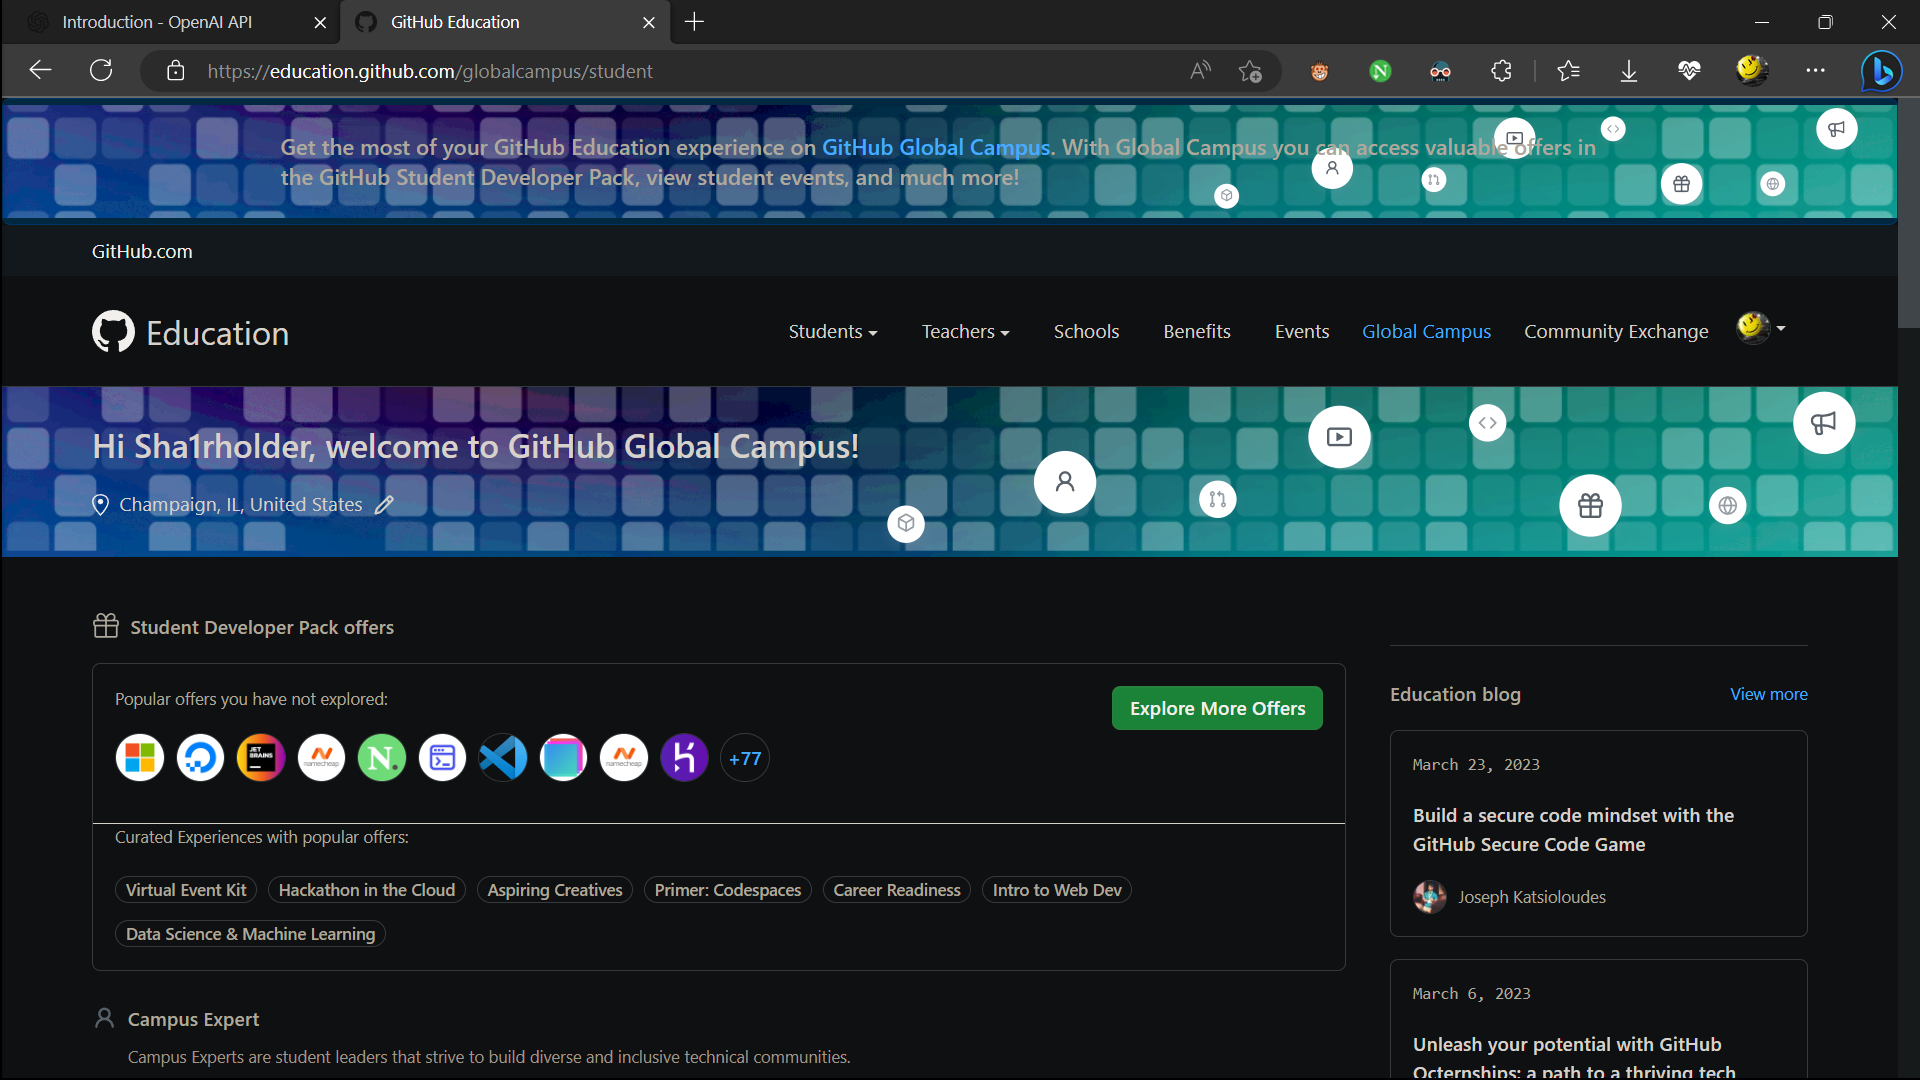 Introduction - OpenAI API
GitHub Education
https://education.github.com/globalcampus/student
Get the most of your GitHub Education experience on GitHub Global Campus. With Global Campus you can access valuable offers in
the GitHub Student Developer Pack, view student events, and much more!
GitHub.com
Education
Students
Teachers
Schools
Benefits
Events
Global Campus
Community Exchange
Hi Sha1rholder, welcome to GitHub Global Campus!
Champaign, IL, United States
Student Developer Pack offers
Popular offers you have not explored:
Explore More Offers
JET
BRAINS
namecheap
N.
namecheap
+77
Curated Experiences with popular offers:
Virtual Event Kit
Hackathon in the Cloud
Aspiring Creatives
Primer: Codespaces
Career Readiness
Intro to Web Dev
Data Science & Machine Learning
Campus Expert
Campus Experts are student leaders that strive to build diverse and inclusive technical communities.
Education blog
View more
March 23, 2023
Build a secure code mindset with the
GitHub Secure Code Game
Joseph Katsioloudes
March 6, 2023
Unleash your potential with GitHub
Octernships: a path to a thriving tech